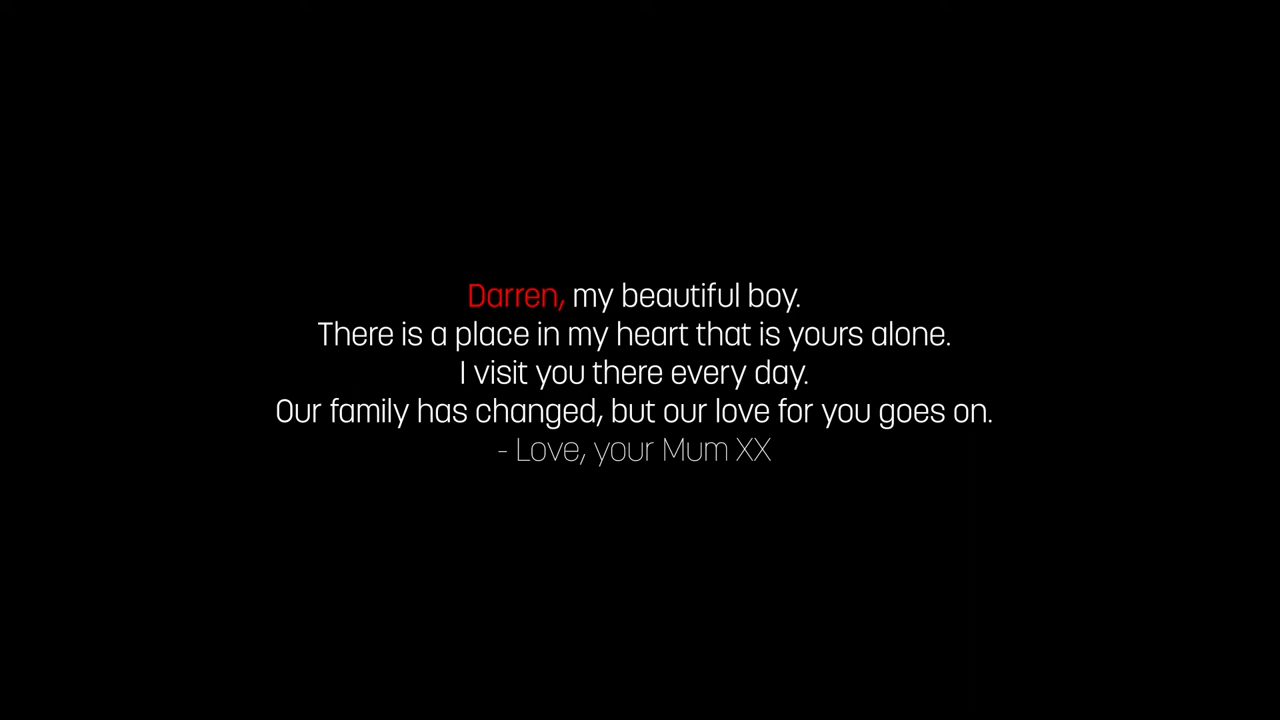 Darren, my beautiful boy.
There is a place in my heart that is yours alone.
I visit you there every day.
Our family has changed, but our love for you goes on.
- Love, your Mum XX